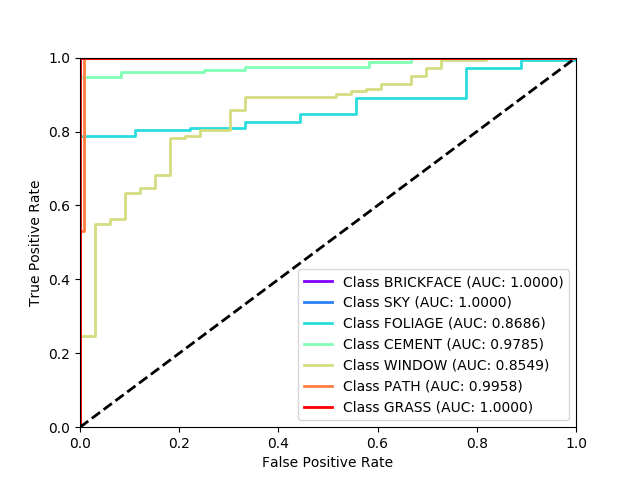 1.0
0.8
0.6
0.4
0.2
0.0
True Positive Rate
Class BRICKFACE (AUC: 1.0000)
Class SKY (AUC: 1.0000)
Class FOLIAGE (AUC: 0.8686)
Class CEMENT (AUC: 0.9785)
Class WINDOW (AUC: 0.8549)
Class PATH (AUC: 0.9958)
Class GRASS (AUC: 1.0000)
0.0 0.2 0.4 0.6 0.8 1.0
False Positive Rate